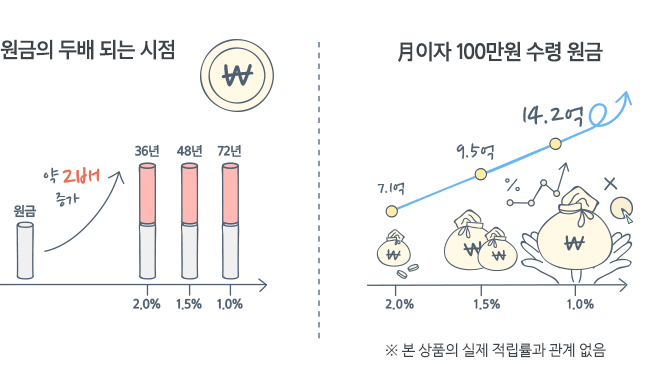 원금의 두배 되는 시점
₩
36년 48년 72년
약 2배
증가
원금
2,0% 1,5% 1,0%
月이자 100만원 수령 원금
14.2억
9.5억
7.1억
%
₩ ₩ ₩ ₩
2,0% 1,5% 1,0%
※ 본 상품의 실제 적립률과 관계 없음